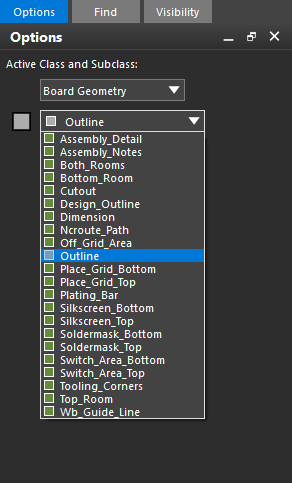 Options Find Visibility
Options
Active Class and Subclass:
Board Geometry
Outline
Assembly_Detail
Assembly_Notes
Both_Rooms
Bottom_Room
Cutout
Design_Outline
Dimension
Ncroute_Path
Off_Grid_Area
Outline
Place_Grid_Bottom
Place_Grid_Top
Plating_Bar
Silkscreen_Bottom
Silkscreen_Top
Soldermask_Bottom
Soldermask_Top
Switch_Area_Bottom
Switch_Area_Top
Tooling_Corners
Top_Room
Wb_Guide_Line